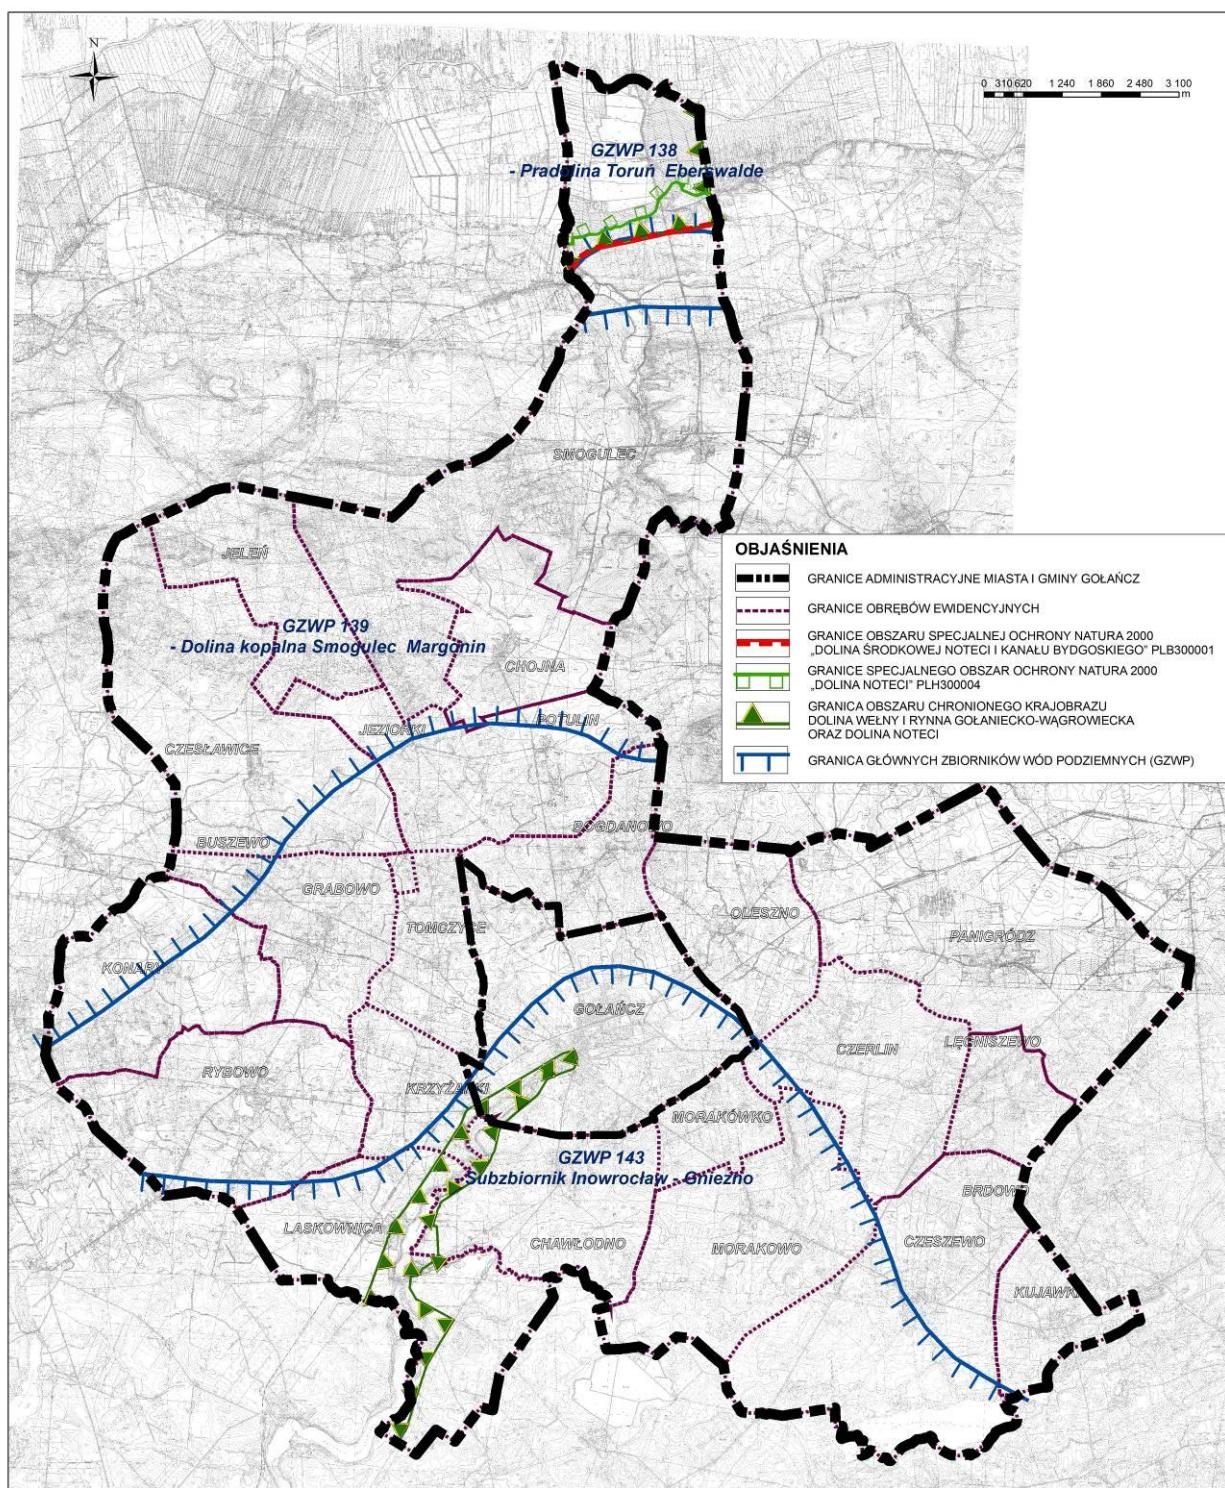 N
0 310 620 1 240 1 860 2 480 3 100
m
GZWP 138
- Pradolina Toruń Eberswalde
SMOGULEC
JELEŃ
GZWP 139
- Dolina kopalna Smogulec Margonin
CHOJNA
JEZIORKI
POTULIN
CZESŁAWICE
BUSZEWO
BOGDANOWO
GRABOWO
TOMCZYCE
OLESZNO
PANIGRÓDZ
KONARY
GOŁAŃCZ
CZERLIN
LĘGNISZEWO
RYBOWO
KRZYŻANKI
MORAKÓWKO
GZWP 143
- Subzbiornik Inowrocław - Gniezno
BRDOWO
LASKOWNICA
CHAWŁODNO
MORAKOWO
CZESZEWO
KUJAWKI
OBJAŚNIENIA
GRANICE ADMINISTRACYJNE MIASTA I GMINY GOŁAŃCZ
GRANICE OBRĘBÓW EWIDENCYJNYCH
GRANICE OBSZARU SPECJALNEJ OCHRONY NATURA 2000
„DOLINA ŚRODKOWEJ NOTECI I KANAŁU BYDGOSKIEGO” PLB300001
GRANICE SPECJALNEGO OBSZAR OCHRONY NATURA 2000
„DOLINA NOTECI” PLH300004
GRANICA OBSZARU CHRONIONEGO KRAJOBRAZU
DOLINA WEŁNY I RYNNA GOŁANIECKO-WĄGROWIECKA
ORAZ DOLINA NOTECI
GRANICA GŁÓWNYCH ZBIORNIKÓW WÓD PODZIEMNYCH (GZWP)